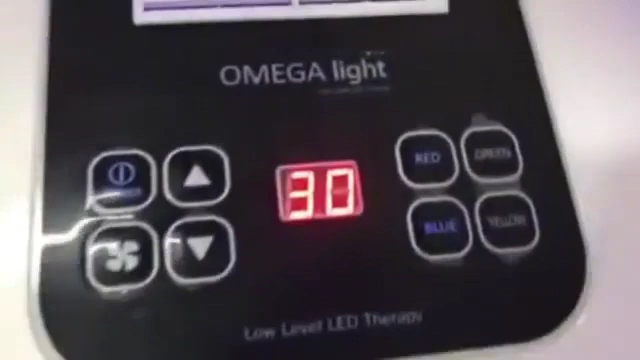 OMEGA light
RED
GREEN
30
BLUE
YELLOW
Low Level LED Therapy